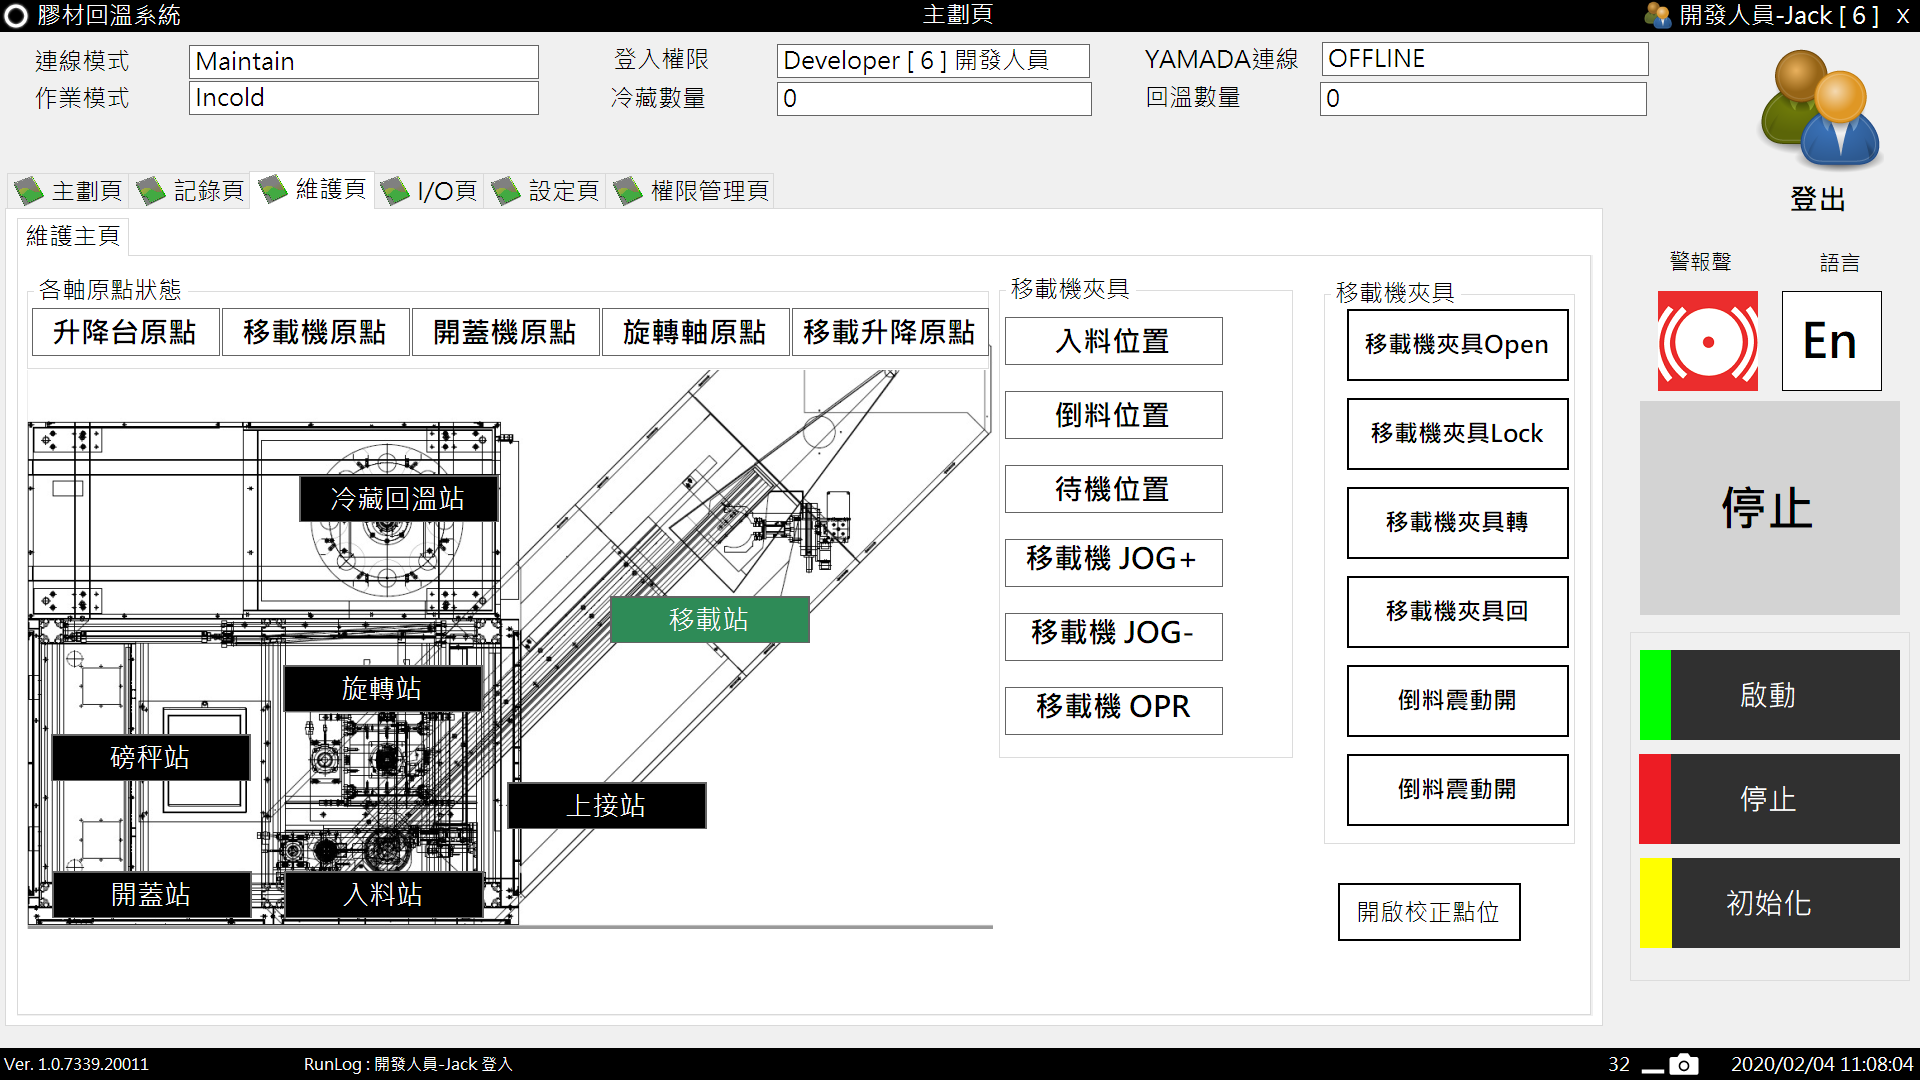 膠材回溫系統
主劃頁
開發人員-Jack [ 6 ] X
連線模式 Maintain
登入權限 Developer [ 6 ] 開發人員
YAMADA連線 OFFLINE
作業模式 Incold
冷藏數量 0
回溫數量 0
登出
主劃頁 記錄頁 維護頁 I/O頁 設定頁 權限管理頁
維護主頁
警報聲 語言
En
各軸原點狀態
升降台原點 移載機原點 開蓋機原點 旋轉軸原點 移載升降原點
冷藏回溫站
移載站
旋轉站
磅秤站
上接站
開蓋站
入料站
移載機夾具
入料位置
倒料位置
待機位置
移載機 JOG+
移載機 JOG-
移載機 OPR
移載機夾具
移載機夾具Open
移載機夾具Lock
移載機夾具轉
移載機夾具回
倒料震動開
倒料震動開
開啟校正點位
停止
啟動
停止
初始化
Ver. 1.0.7339.20011
RunLog : 開發人員-Jack 登入
32
2020/02/04 11:08:04